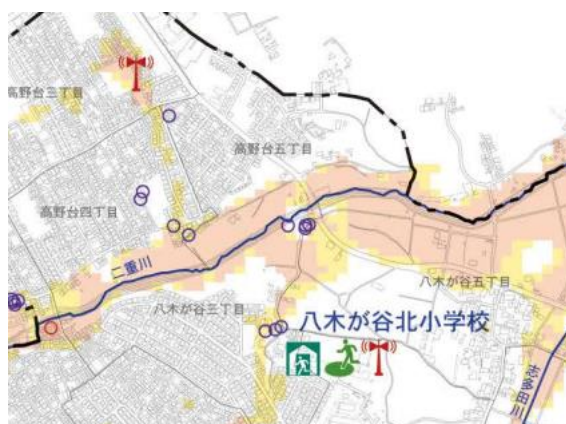 高野台三丁目
高野台五丁目
高野台四丁目
二重川
八木が谷五丁目
八木が谷三丁目
八木が谷北小学校